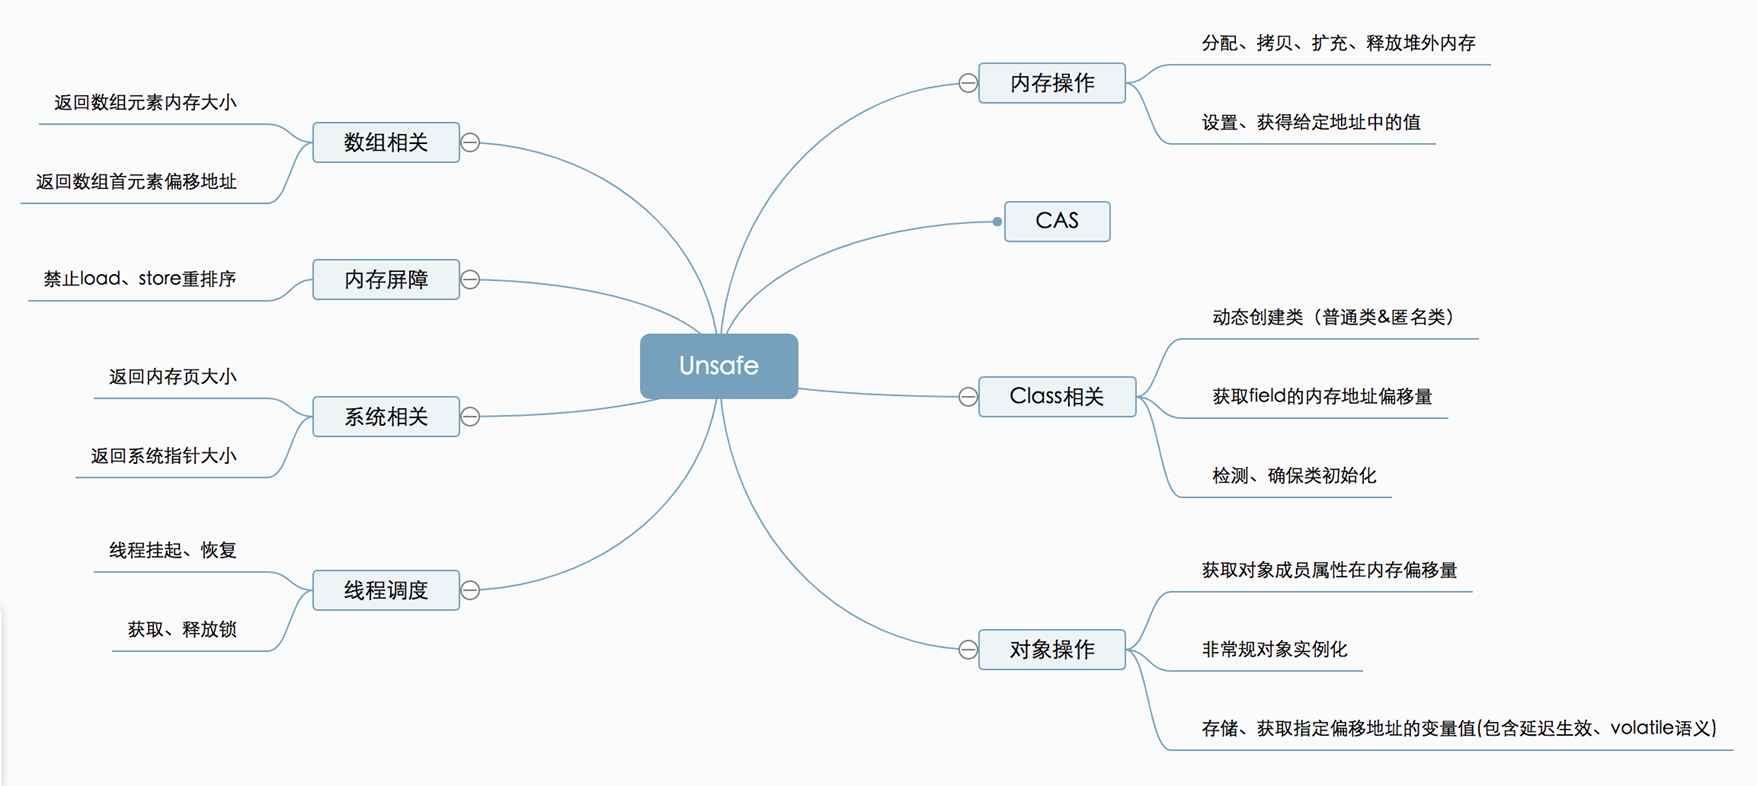 Unsafe
内存操作
分配、拷贝、扩充、释放堆外内存
设置、获得给定地址中的值
CAS
Class相关
动态创建类（普通类&匿名类）
获取field的内存地址偏移量
检测、确保类初始化
对象操作
获取对象成员属性在内存偏移量
非常规对象实例化
存储、获取指定偏移地址的变量值(包含延迟生效、volatile语义)
数组相关
返回数组元素内存大小
返回数组首元素偏移地址
内存屏障
禁止load、store重排序
系统相关
返回内存页大小
返回系统指针大小
线程调度
线程挂起、恢复
获取、释放锁